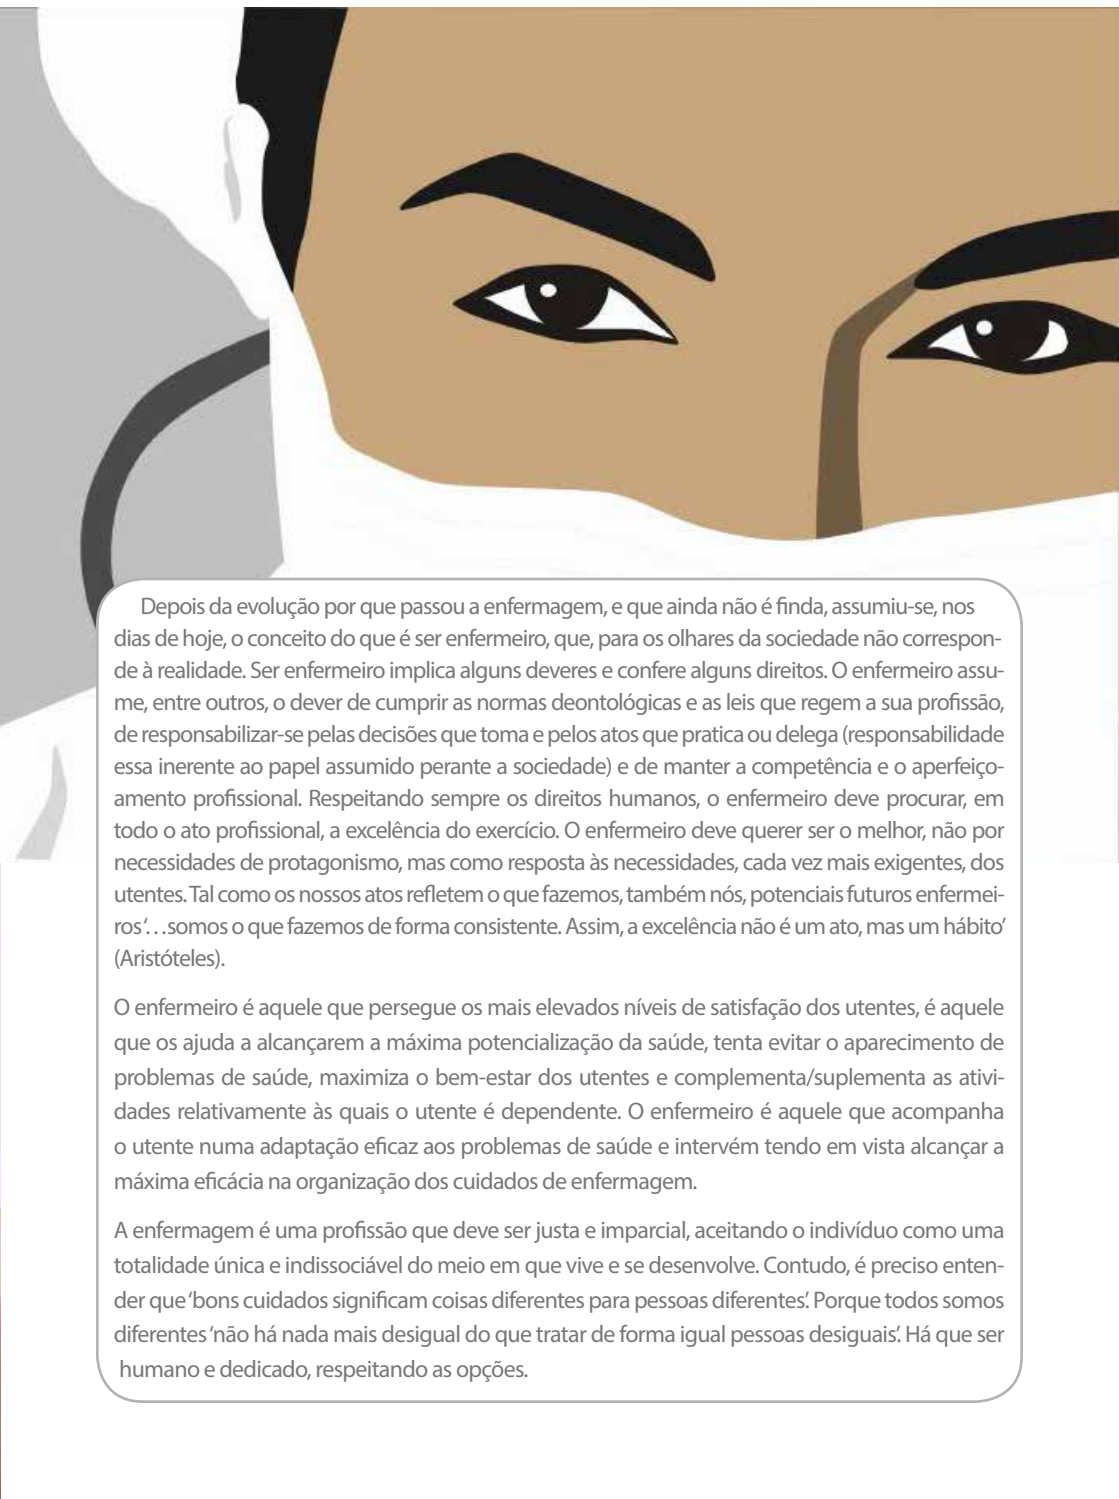 Depois da evolução por que passou a enfermagem, e que ainda não é finda, assumiu-se, nos
dias de hoje, o conceito do que é ser enfermeiro, que, para os olhares da sociedade não correspon-
de à realidade. Ser enfermeiro implica alguns deveres e confere alguns direitos. O enfermeiro assu-
me, entre outros, o dever de cumprir as normas deontológicas e as leis que regem a sua profissão,
de responsabilizar-se pelas decisões que toma e pelos atos que pratica ou delega (responsabilidade
essa inerente ao papel assumido perante a sociedade) e de manter a competência e o aperfeiço-
amento profissional. Respeitando sempre os direitos humanos, o enfermeiro deve procurar, em
todo o ato profissional, a excelência do exercício. O enfermeiro deve querer ser o melhor, não por
necessidades de protagonismo, mas como resposta às necessidades, cada vez mais exigentes, dos
utentes. Tal como os nossos atos refletem o que fazemos, também nós, potenciais futuros enfermei-
ros ‘…somos o que fazemos de forma consistente. Assim, a excelência não é um ato, mas um hábito’
(Aristóteles).
O enfermeiro é aquele que persegue os mais elevados níveis de satisfação dos utentes, é aquele
que os ajuda a alcançarem a máxima potencialização da saúde, tenta evitar o aparecimento de
problemas de saúde, maximiza o bem-estar dos utentes e complementa/suplementa as ativi-
dades relativamente às quais o utente é dependente. O enfermeiro é aquele que acompanha
o utente numa adaptação eficaz aos problemas de saúde e intervém tendo em vista alcançar a
máxima eficácia na organização dos cuidados de enfermagem.
A enfermagem é uma profissão que deve ser justa e imparcial, aceitando o indivíduo como uma
totalidade única e indissociável do meio em que vive e se desenvolve. Contudo, é preciso enten-
der que ‘bons cuidados significam coisas diferentes para pessoas diferentes’. Porque todos somos
diferentes ‘não há nada mais desigual do que tratar de forma igual pessoas desiguais’. Há que ser
humano e dedicado, respeitando as opções.